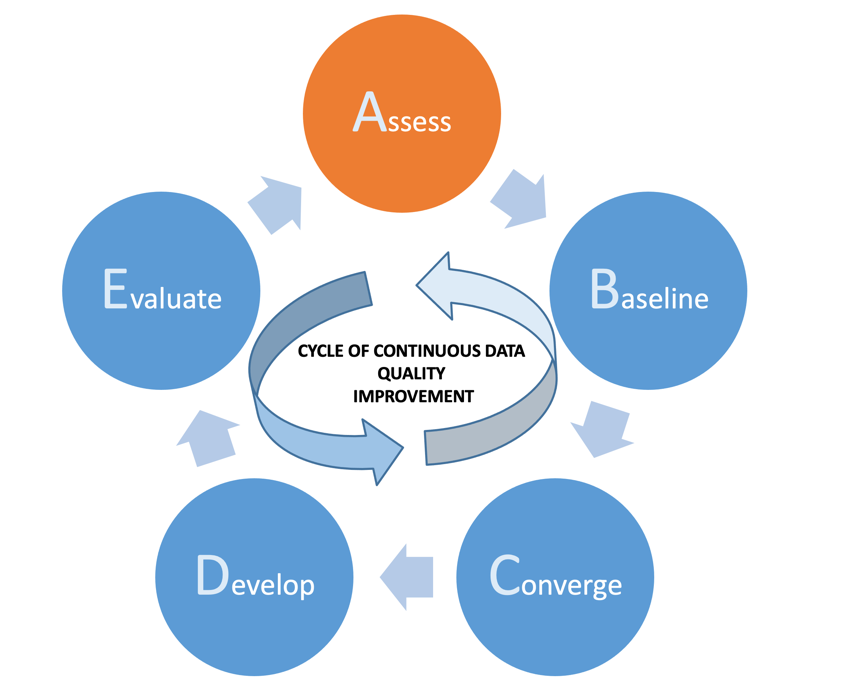 Assess
Baseline
Converge
Develop
Evaluate
CYCLE OF CONTINUOUS DATA
QUALITY
IMPROVEMENT